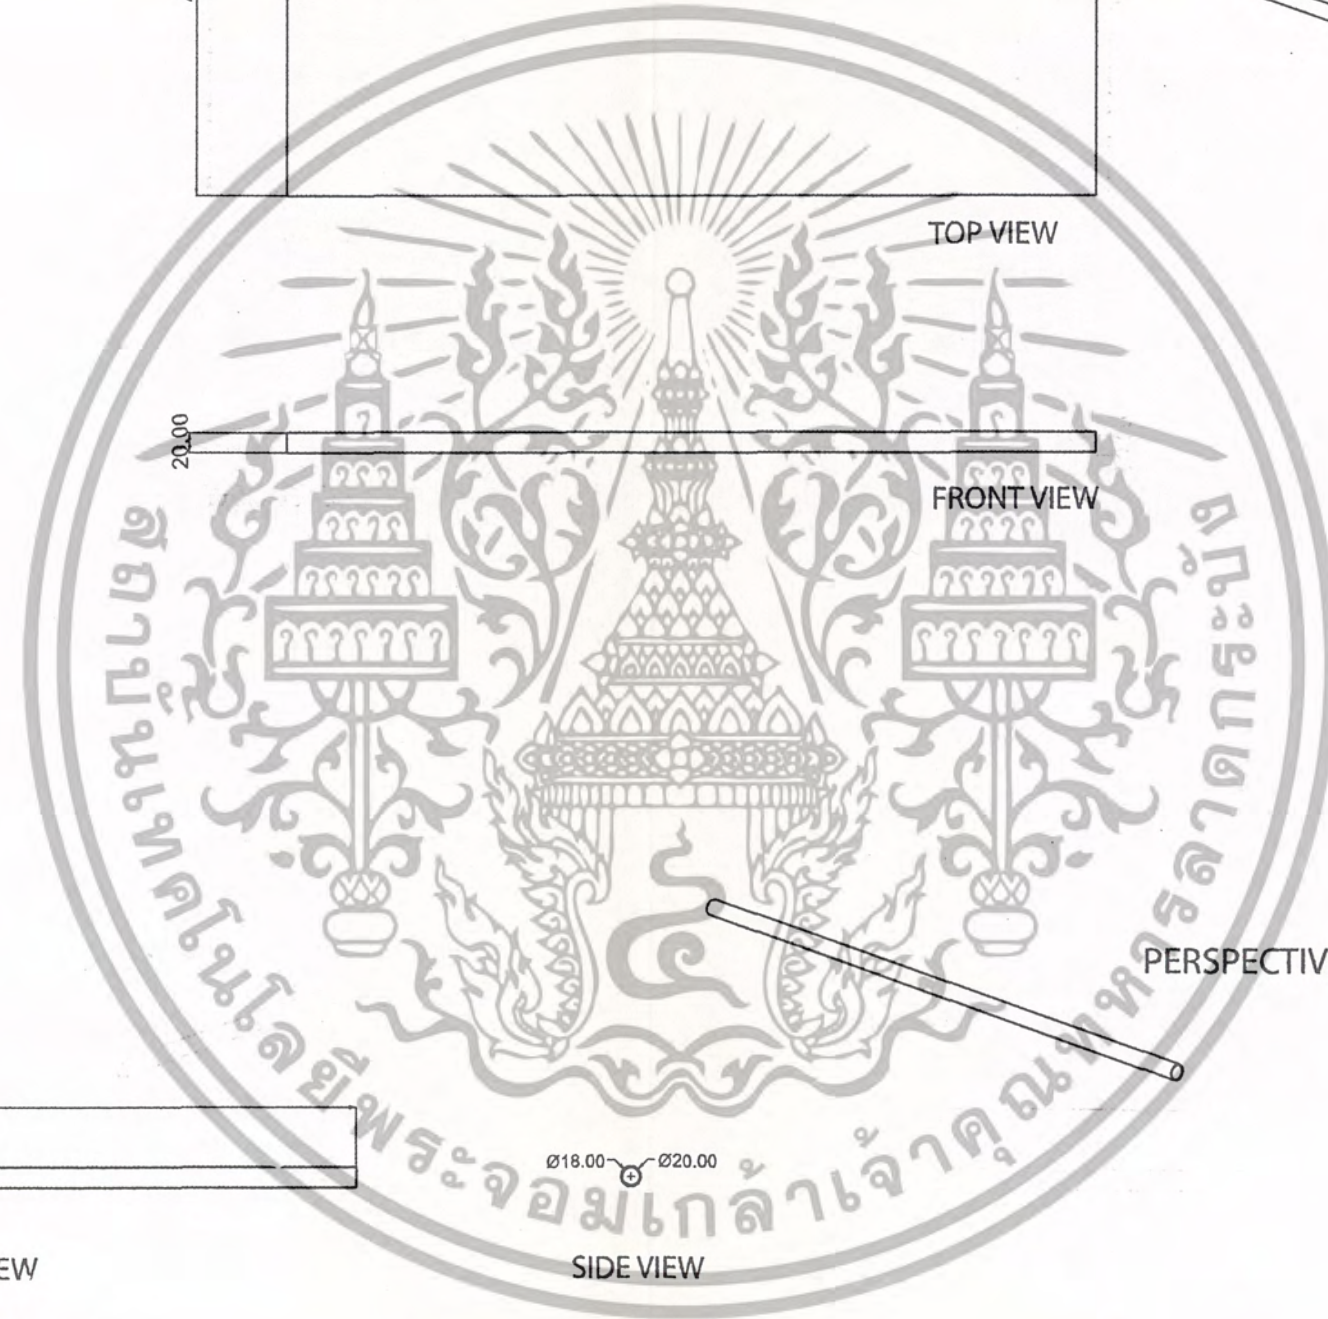 TOP VIEW
20.00
FRONT VIEW
PERSPECTIV
Ø18.00
Ø20.00
EW
SIDE VIEW
สถาบันเทคโนโลยีพระจอมเกล้าเจ้าคุณทหารลาดกระบัง